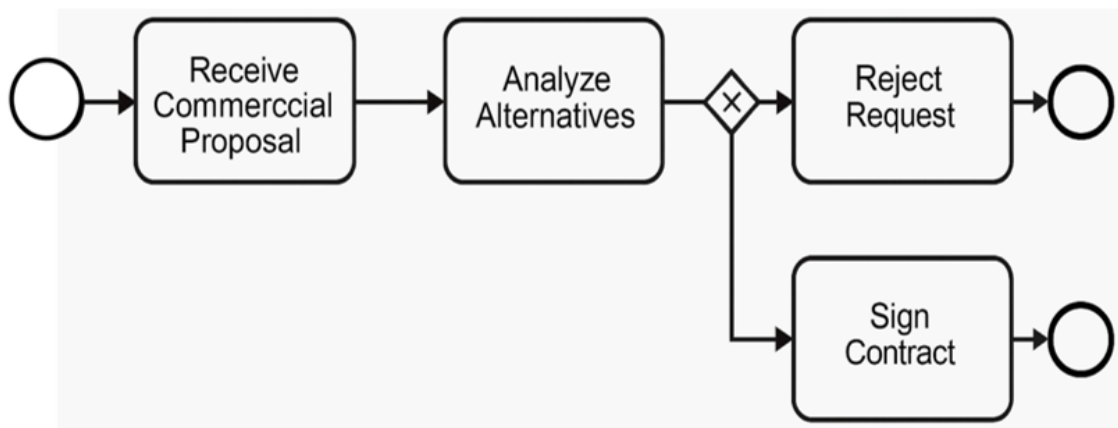 Receive
Commerccial
Proposal
Analyze
Alternatives
Reject
Request
Sign
Contract